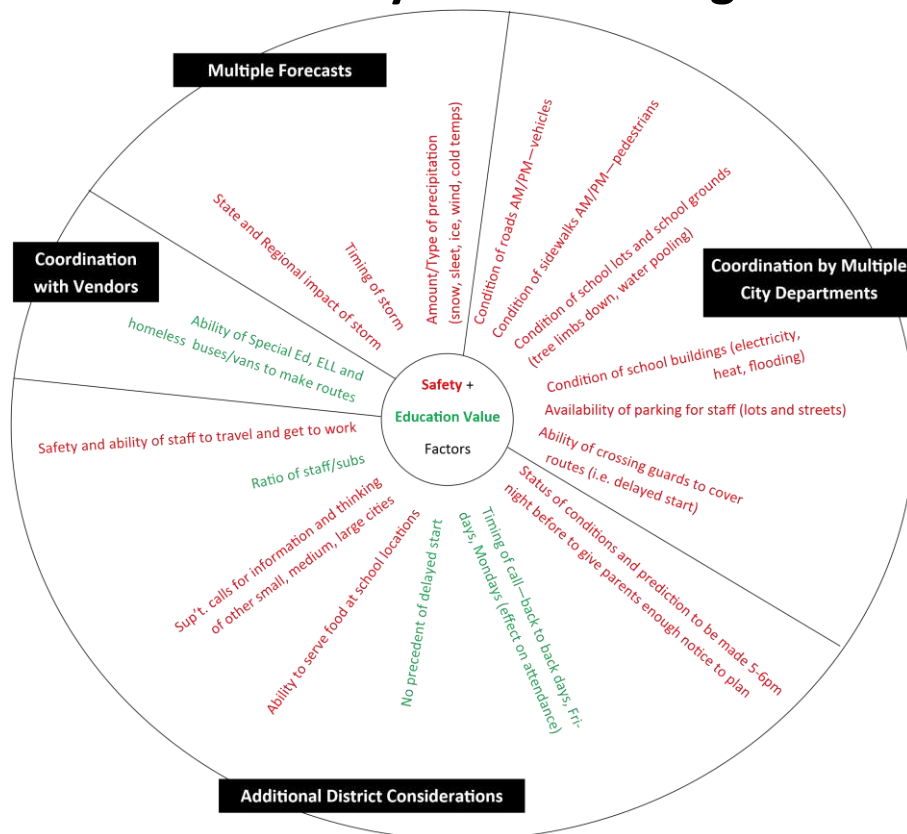 Multiple Forecasts
State and Regional impact of storm
Timing of storm
Amount/Type of precipitation
(snow, sleet, ice, wind, cold temps)
Condition of roads AM/PM—vehicles
Condition of sidewalks AM/PM—pedestrians
Condition of school lots and school grounds
(tree limbs down, water pooling)
Coordination by Multiple
City Departments
Condition of school buildings (electricity,
heat, flooding)
Availability of parking for staff (lots and streets)
Ability of crossing guards to cover
routes (i.e. delayed start)
Coordination
with Vendors
Ability of Special Ed, ELL and
homeless buses/vans to make routes
Safety +
Education Value
Factors
Safety and ability of staff to travel and get to work
Ratio of staff/subs
Sup't. calls for information and thinking
of other small, medium, large cities
Ability to serve food at school locations
No precedent of delayed start
Timing of call—back to back days, Fri-
days, Mondays (effect on attendance)
Status of conditions and prediction to be made 5-6pm
night before to give parents enough notice to plan
Additional District Considerations